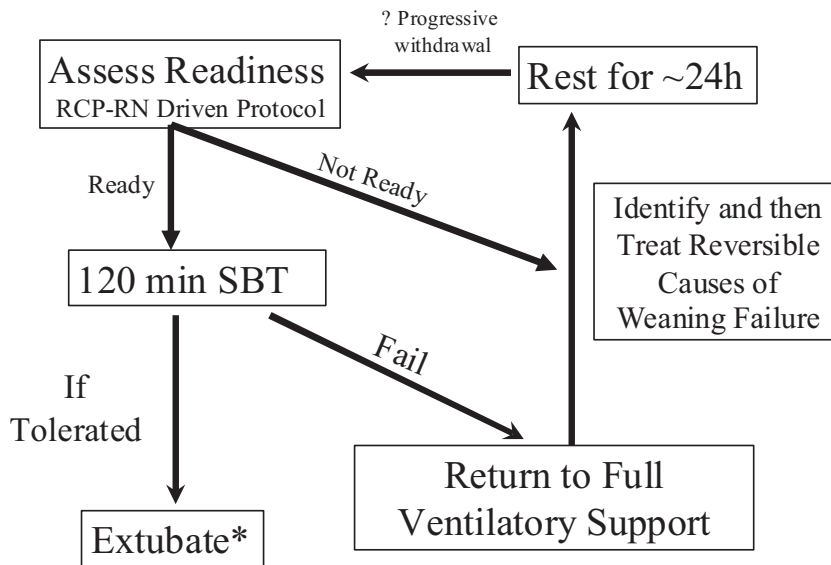 ? Progressive
withdrawal
Assess Readiness
RCP-RN Driven Protocol
Rest for ~24h
Ready
Not Ready
Identify and then
Treat Reversible
Causes of
Weaning Failure
120 min SBT
Fail
If
Tolerated
Return to Full
Ventilatory Support
Extubate*